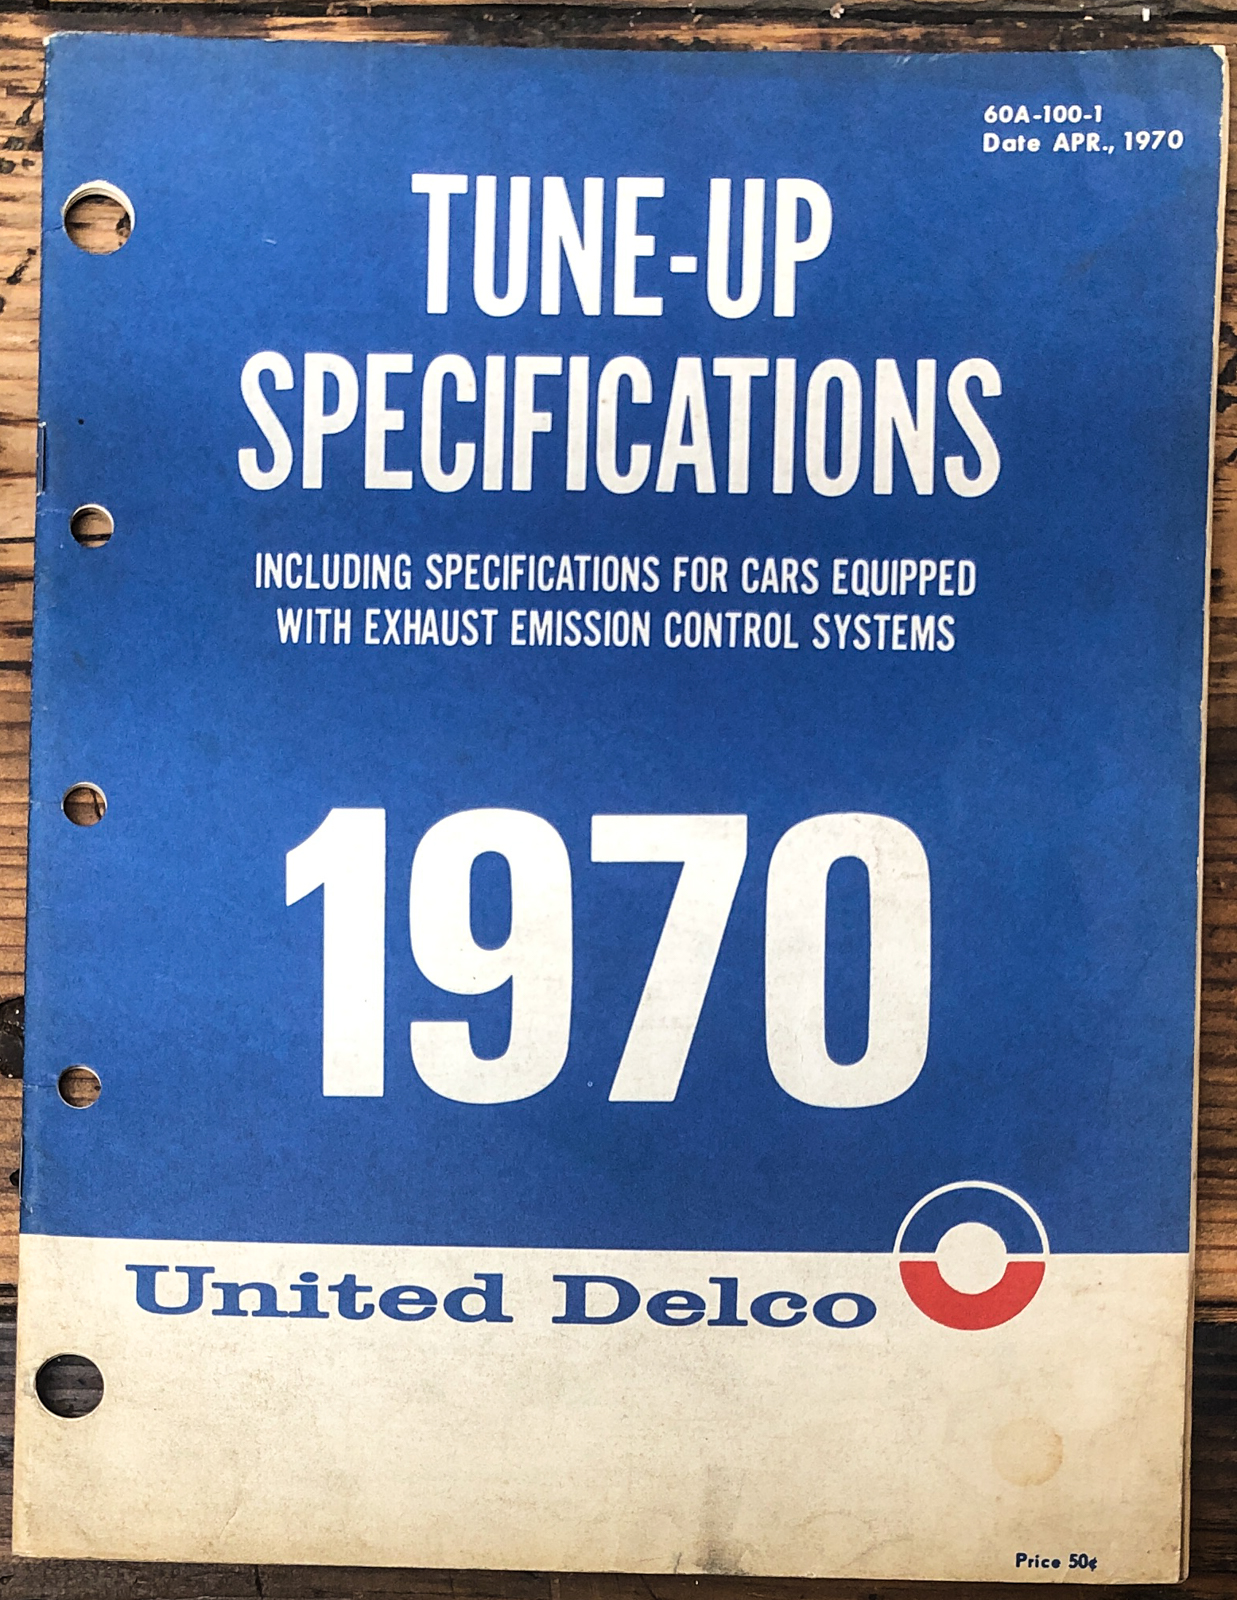 60A-100-1
Date APR., 1970
TUNE-UP
SPECIFICATIONS
INCLUDING SPECIFICATIONS FOR CARS EQUIPPED
WITH EXHAUST EMISSION CONTROL SYSTEMS
1970
United Delco
Price 50¢